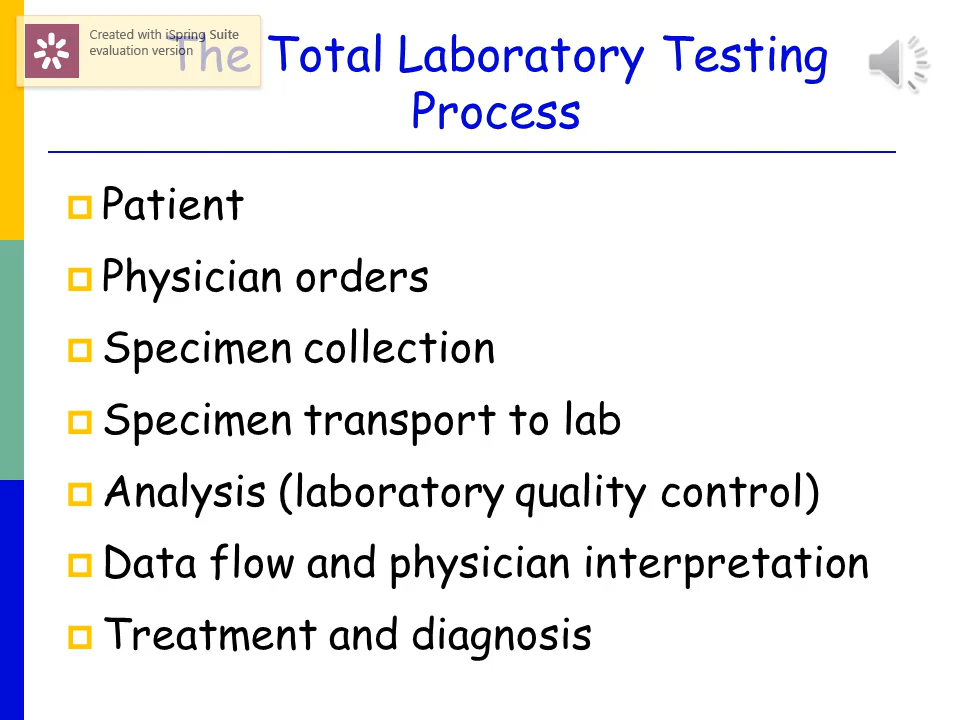 Created with iSpring Suite
evaluation version
The Total Laboratory Testing
Process
Patient
Physician orders
Specimen collection
Specimen transport to lab
Analysis (laboratory quality control)
Data flow and physician interpretation
Treatment and diagnosis